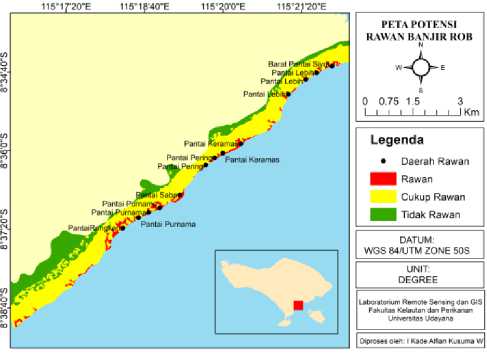 115°17'20"E 115°18'40"E 115°20'0"E 115°21'20"E
8°34'40"S
8°36'0"S
8°37'20"S
8°38'40"S
Barat Pantai Siyut
Pantai Lebih
Pantai Lebih
Pantai Lebih
Pantai Keramas
Pantai Keramas
Pantai Pering
Pantai Pering
Pantai Saba
Pantai Purnama
Pantai Purnama
Pantai Purnama
Pantai Rangkan
PETA POTENSI
RAWAN BANJIR ROB
N
W E
S
0 0.75 1.5 3
Km
Legenda
Daerah Rawan
Rawan
Cukup Rawan
Tidak Rawan
DATUM:
WGS 84/UTM ZONE 50S
UNIT:
DEGREE
Laboratorium Remote Sensing dan GIS
Fakultas Kelautan dan Perikanan
Universitas Udayana
Diproses oleh: I Kade Alfian Kusuma W